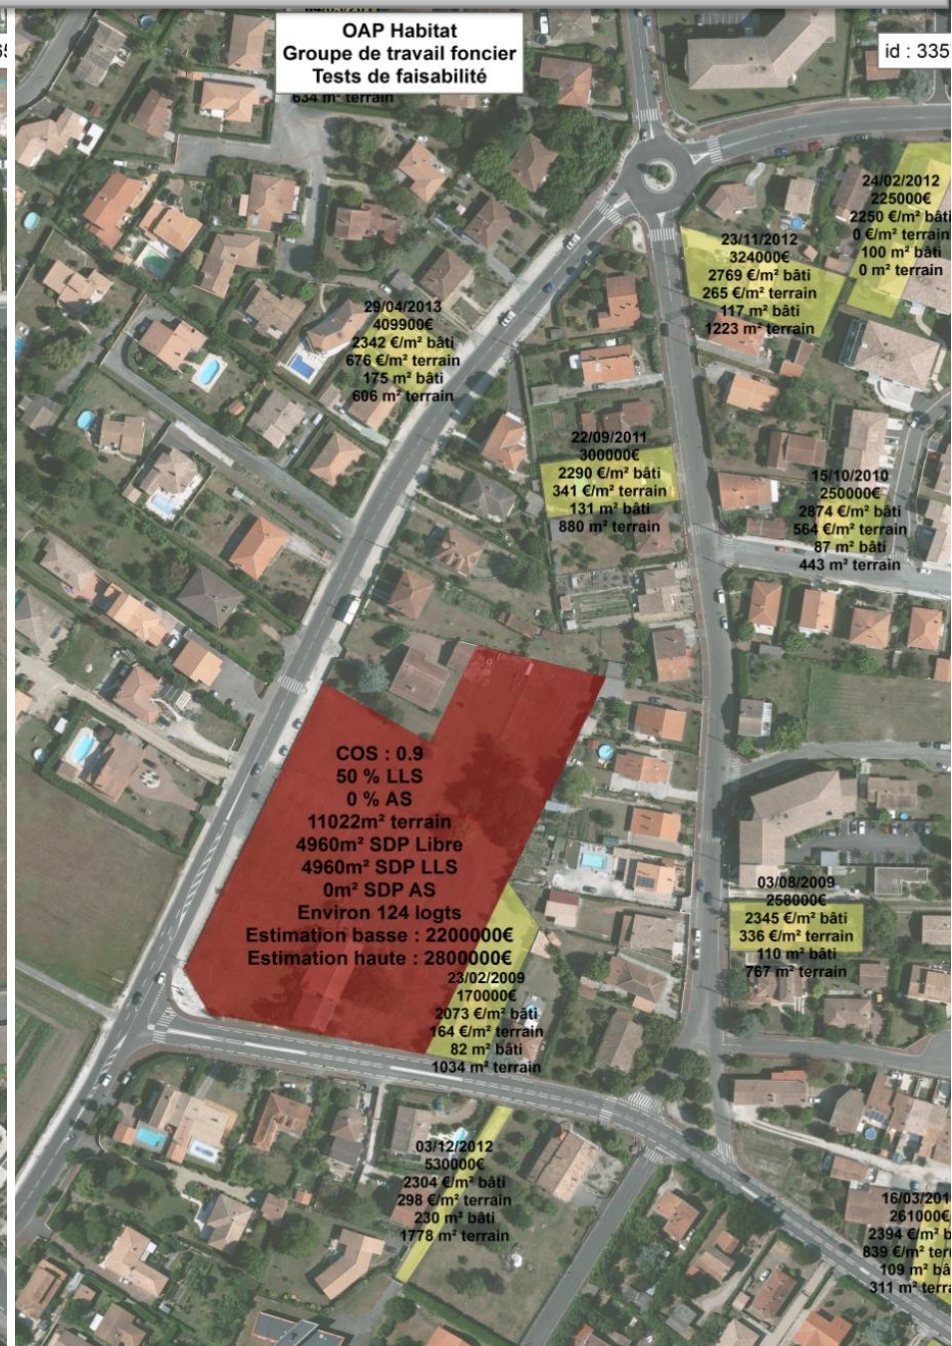 OAP Habitat
Groupe de travail foncier
Tests de faisabilité
634 m² terrain
id : 335
24/02/2012
225000€
2250 €/m² bâti
0 €/m² terrain
100 m² bâti
0 m² terrain
23/11/2012
324000€
2769 €/m² bâti
265 €/m² terrain
117 m² bâti
1223 m² terrain
29/04/2013
409900€
2342 €/m² bâti
676 €/m² terrain
175 m² bâti
606 m² terrain
22/09/2011
300000€
2290 €/m² bâti
341 €/m² terrain
131 m² bâti
880 m² terrain
15/10/2010
250000€
2874 €/m² bâti
564 €/m² terrain
87 m² bâti
443 m² terrain
COS : 0.9
50 % LLS
0 % AS
11022m² terrain
4960m² SDP Libre
4960m² SDP LLS
0m² SDP AS
Environ 124 logts
Estimation basse : 2200000€
Estimation haute : 2800000€
03/08/2009
258000€
2345 €/m² bâti
336 €/m² terrain
110 m² bâti
767 m² terrain
23/02/2009
170000€
2073 €/m² bâti
164 €/m² terrain
82 m² bâti
1034 m² terrain
03/12/2012
530000€
2304 €/m² bâti
298 €/m² terrain
230 m² bâti
1778 m² terrain
16/03/201
261000€
2394 €/m² b
839 €/m² terr
109 m² bâ
311 m² terra